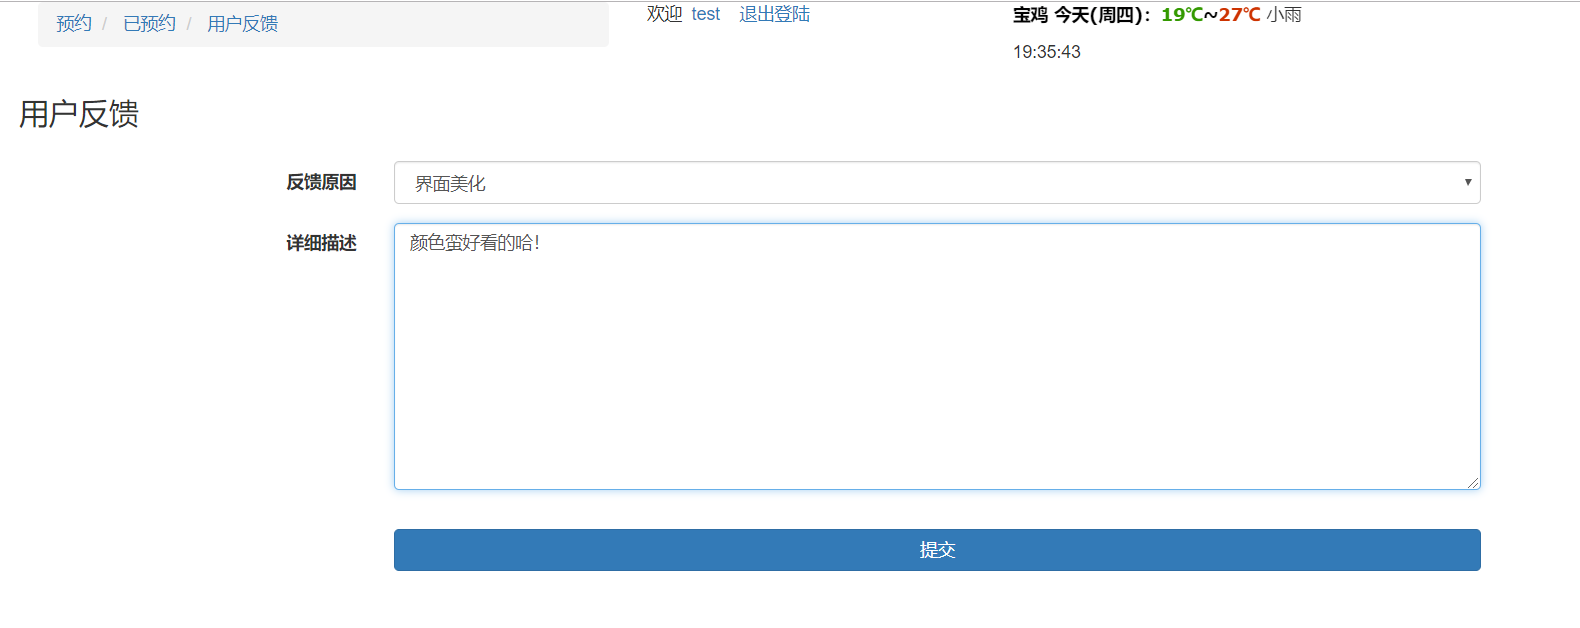 预约 / 已预约 / 用户反馈
欢迎 test 退出登陆
宝鸡 今天(周四)：19℃~27℃ 小雨
19:35:43
用户反馈
反馈原因 界面美化
详细描述 颜色蛮好看的哈！
提交